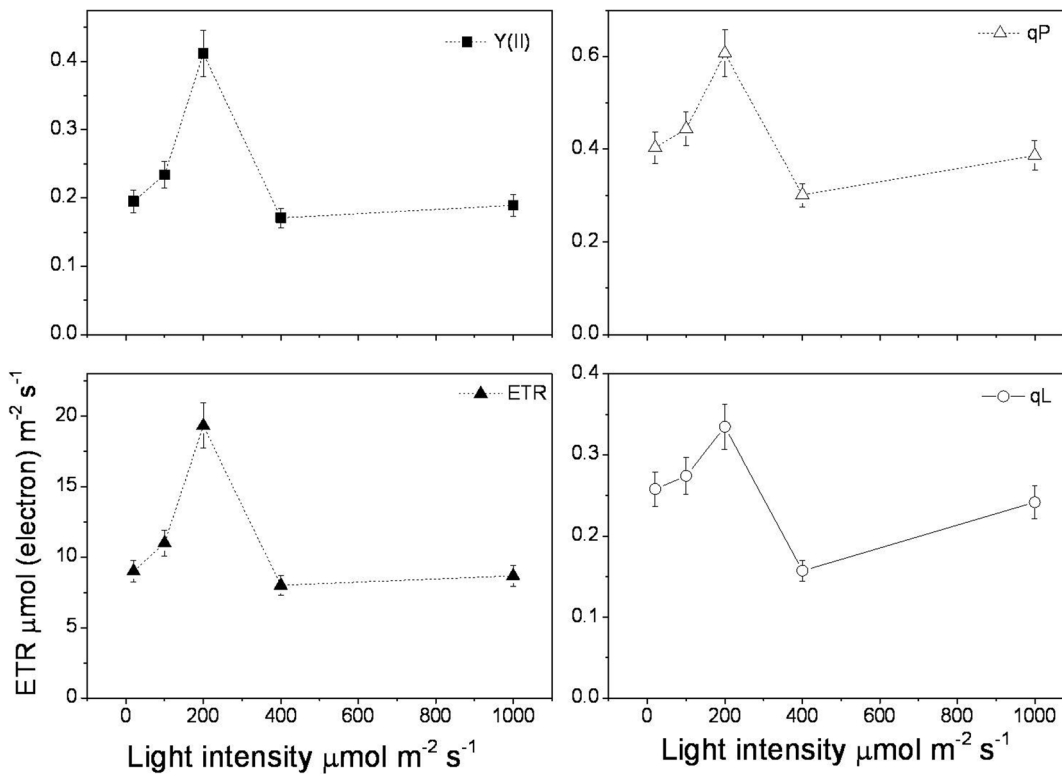 Y(II)
0.4
0.3
0.2
0.1
0.0
qP
0.6
0.4
0.2
0.0
ETR
20
15
10
5
0
0 200 400 600 800 1000
qL
0.4
0.3
0.2
0.1
0.0
0 200 400 600 800 1000
ETR μmol (electron) m⁻² s⁻¹
Light intensity μmol m⁻² s⁻¹
Light intensity μmol m⁻² s⁻¹